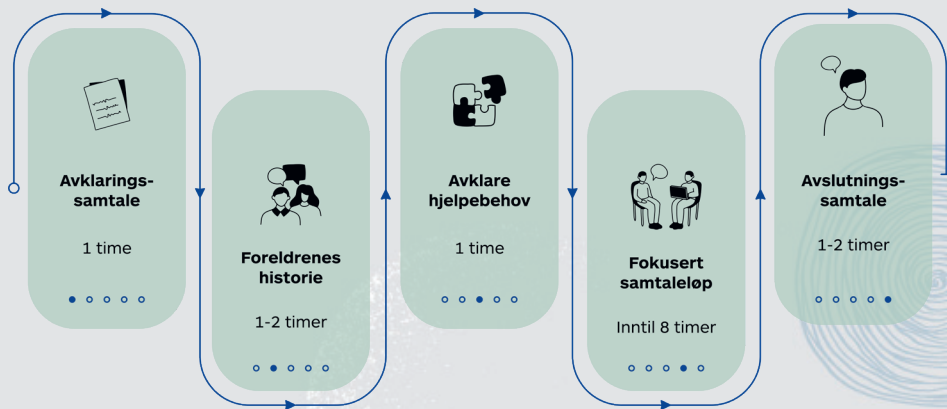 Avklarings-
samtale
1 time
Foreldrenes
historie
1-2 timer
Avklare
hjelpebehov
1 time
Fokusert
samtaleløp
Inntil 8 timer
Avslutnings-
samtale
1-2 timer